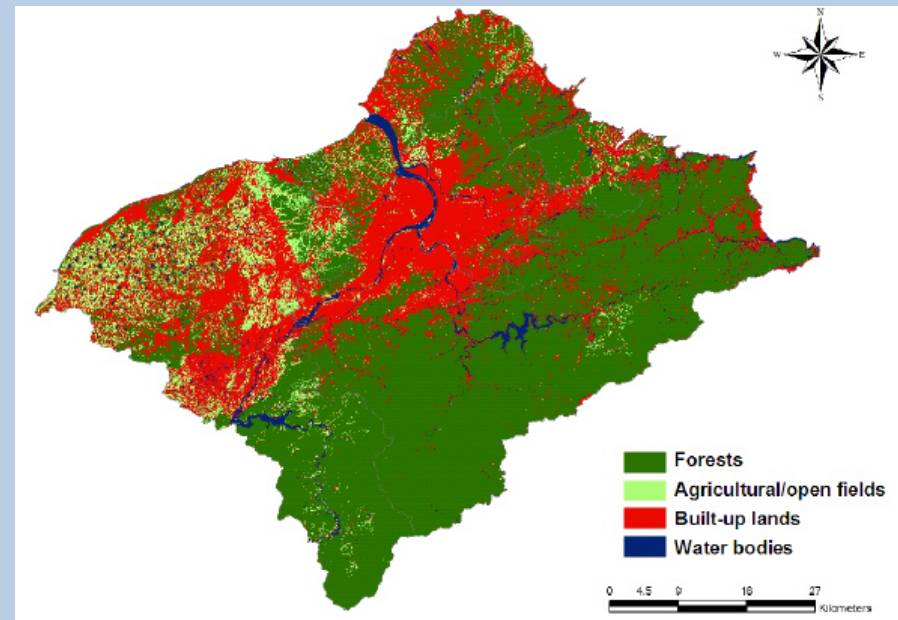 N
W E
S
Forests
Agricultural/open fields
Built-up lands
Water bodies
0 4.5 9 18 27
Kilometers